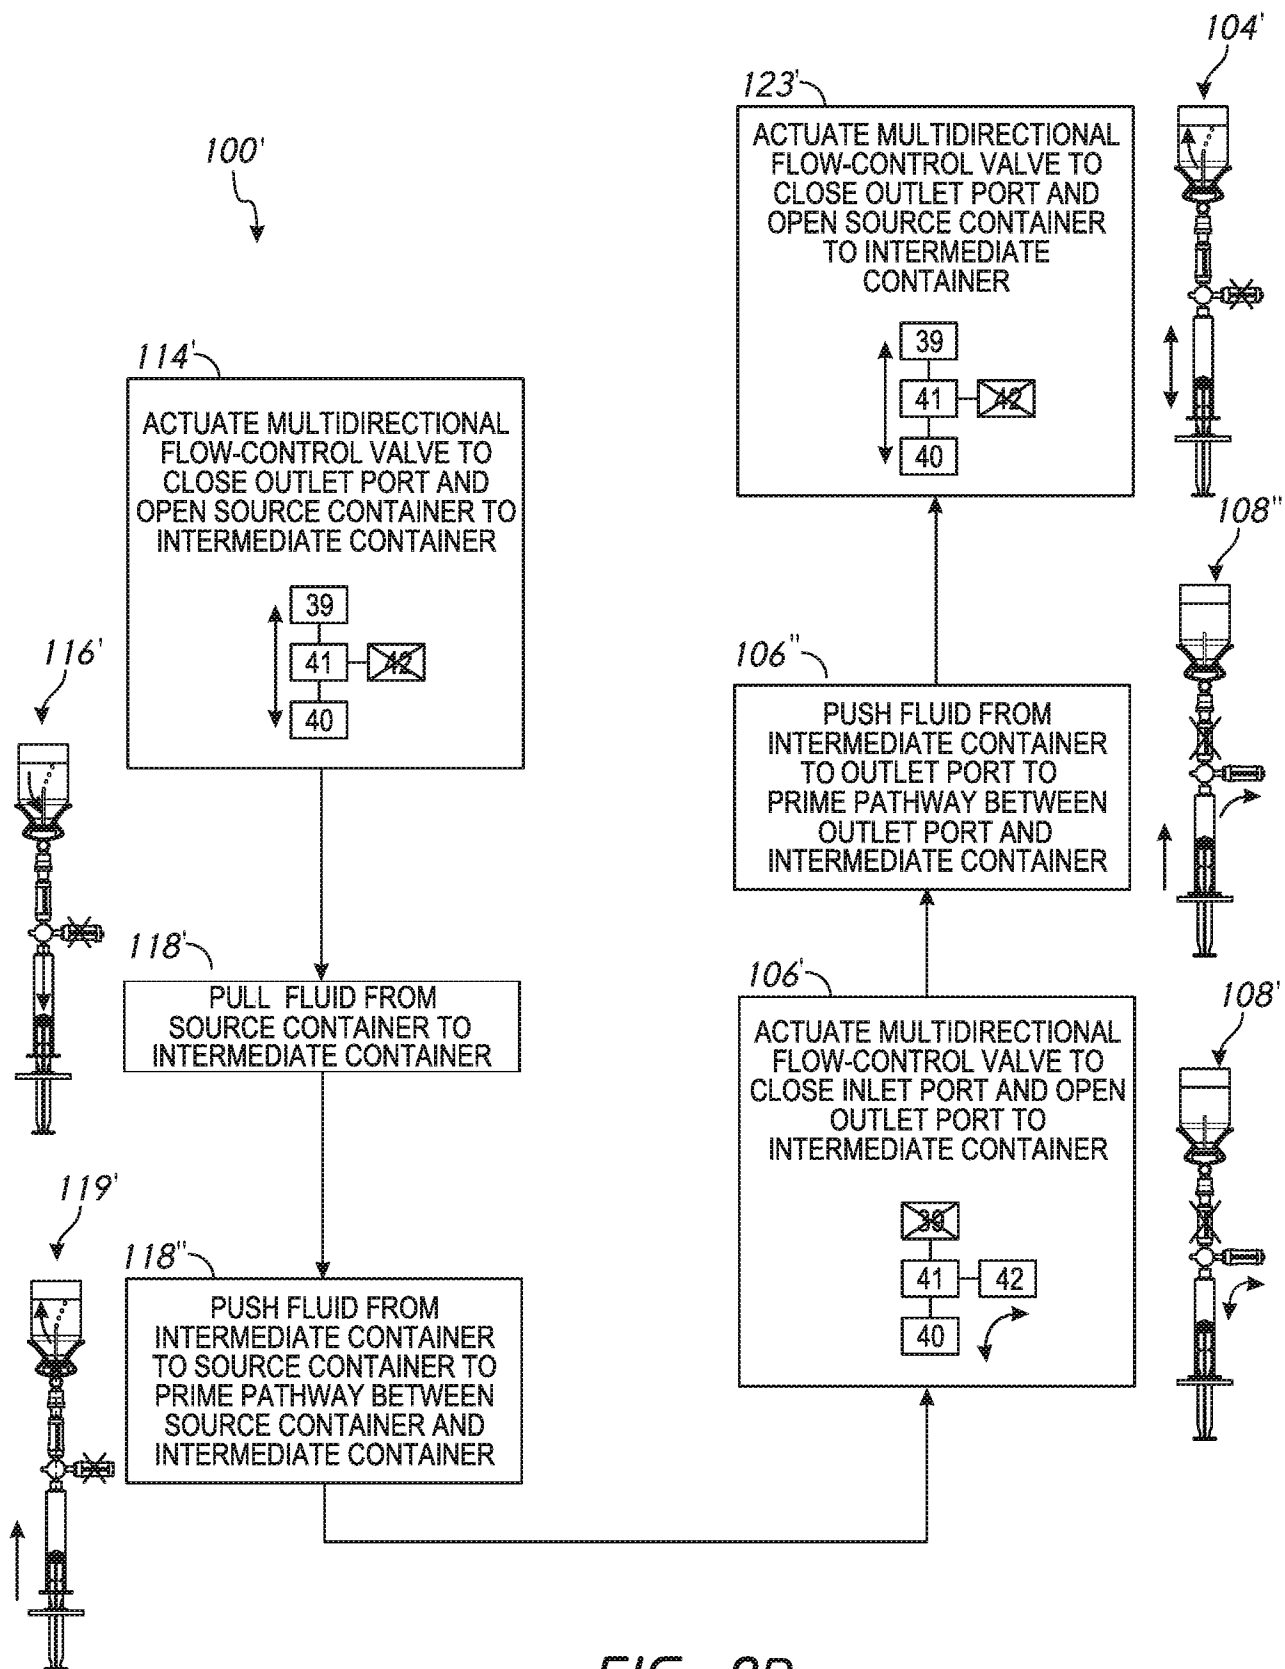 100'
114'
ACTUATE MULTIDIRECTIONAL
FLOW-CONTROL VALVE TO
CLOSE OUTLET PORT AND
OPEN SOURCE CONTAINER TO
INTERMEDIATE CONTAINER
39
41 42
40
116'
118'
PULL FLUID FROM
SOURCE CONTAINER TO
INTERMEDIATE CONTAINER
119'
118"
PUSH FLUID FROM
INTERMEDIATE CONTAINER
TO SOURCE CONTAINER TO
PRIME PATHWAY BETWEEN
SOURCE CONTAINER AND
INTERMEDIATE CONTAINER
104'
123'
ACTUATE MULTIDIRECTIONAL
FLOW-CONTROL VALVE TO
CLOSE OUTLET PORT AND
OPEN SOURCE CONTAINER
TO INTERMEDIATE
CONTAINER
39
41 42
40
108"
106"
PUSH FLUID FROM
INTERMEDIATE CONTAINER
TO OUTLET PORT TO
PRIME PATHWAY BETWEEN
OUTLET PORT AND
INTERMEDIATE CONTAINER
106'
108'
ACTUATE MULTIDIRECTIONAL
FLOW-CONTROL VALVE TO
CLOSE INLET PORT AND OPEN
OUTLET PORT TO
INTERMEDIATE CONTAINER
39
41 42
40
FIG.